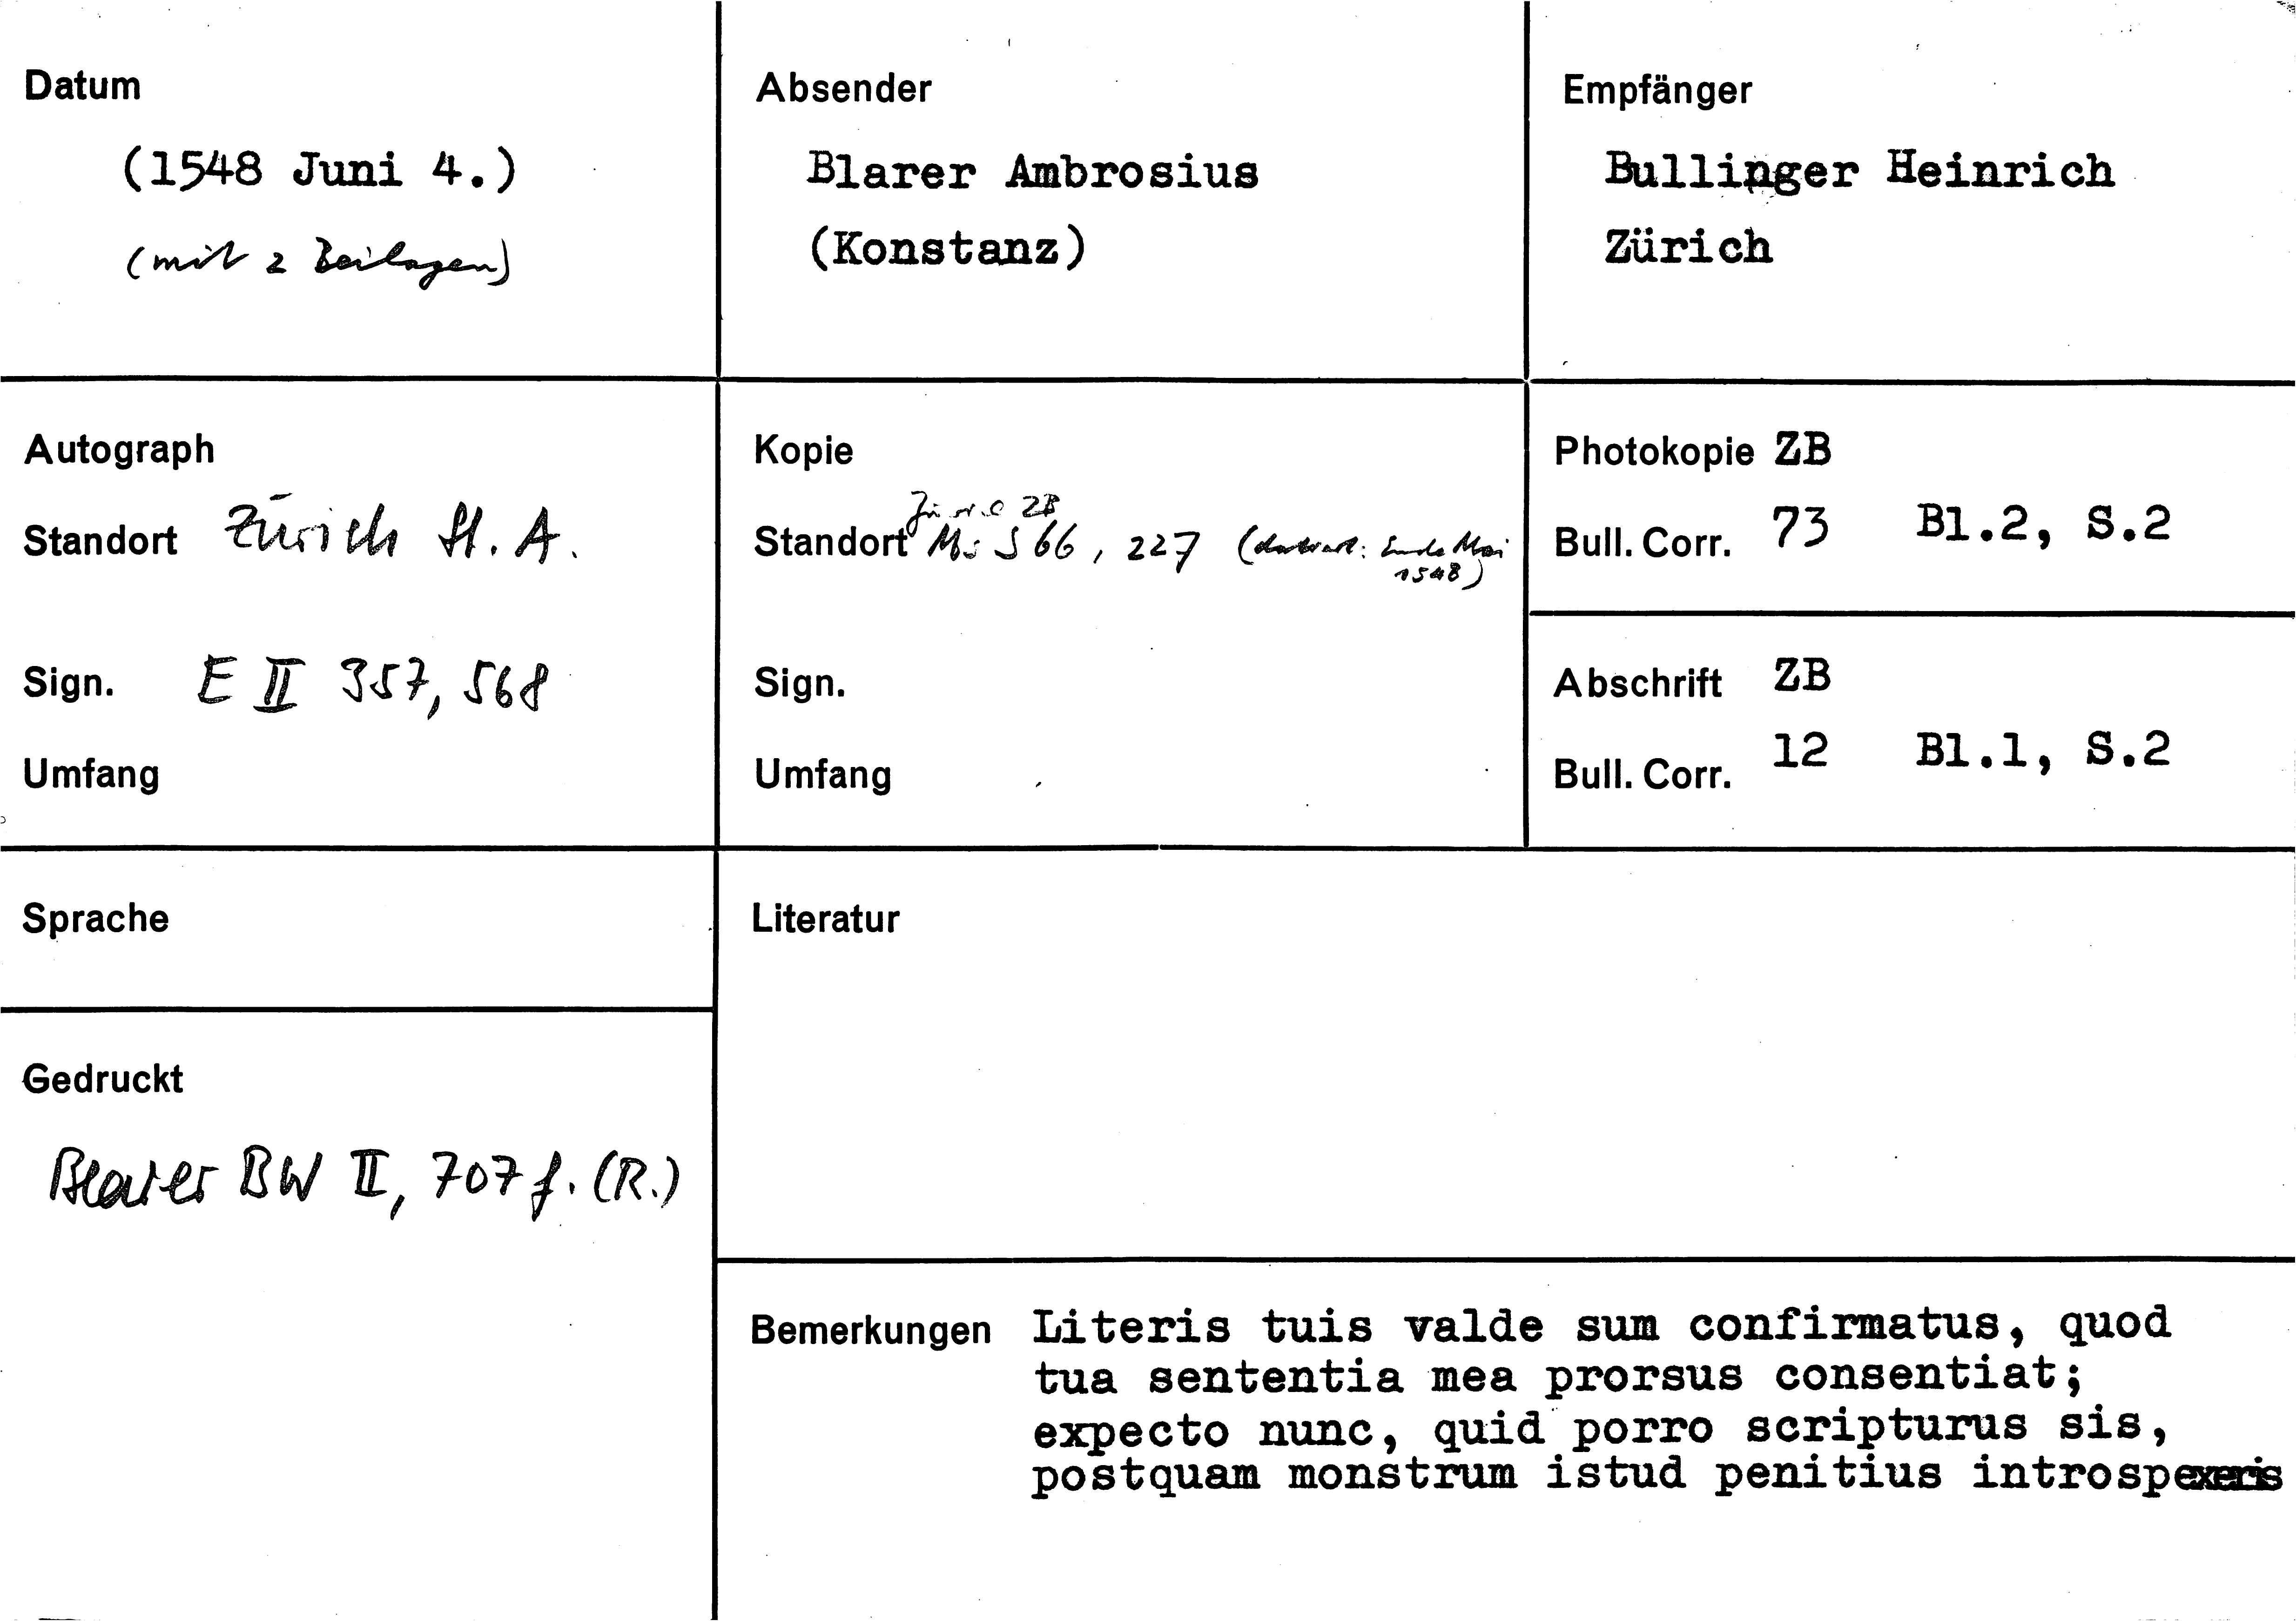 Datum
(1548 Juni 4.)
(mit 2 Beilagen)
Absender
Blarer Ambrosius
(Konstanz)
Empfänger
Bullinger Heinrich
Zürich
Autograph
Standort Zürich St. A.
Sign. E II 357, 568
Umfang
Kopie
Zürich ZB
Standort Ms S 66, 227 (datiert: Ende Mai
1548)
Sign.
Umfang
Photokopie ZB
Bull. Corr. 73 Bl.2, S.2
Abschrift ZB
Bull. Corr. 12 Bl.1, S.2
Sprache
Gedruckt
Blarer BW II, 707 f. (R.)
Literatur
Bemerkungen Literis tuis valde sum confirmatus, quod
tua sententia mea prorsus consentiat;
expecto nunc, quid porro scripturus sis,
postquam monstrum istud penitius introspexeris